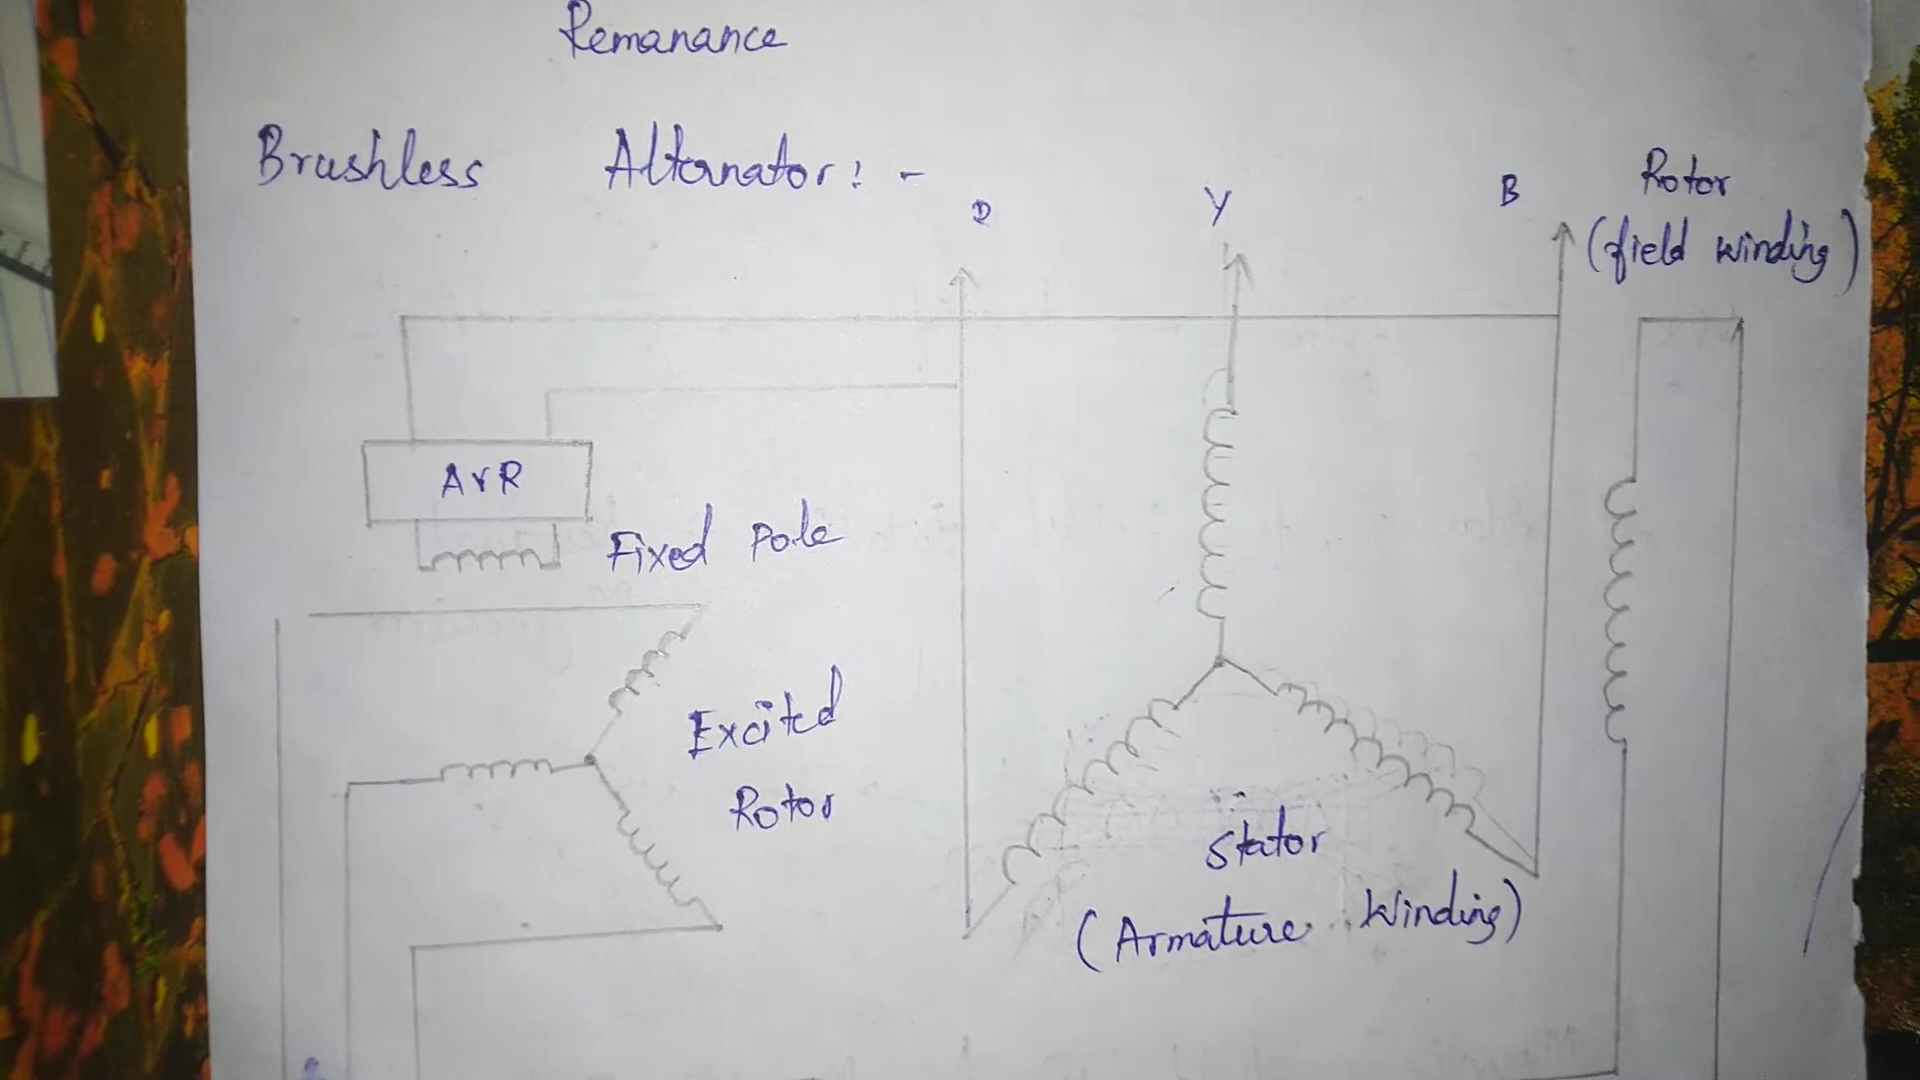 Remanance
Brushless Alternator: -
R
Y
B
Rotor
(field winding)
AVR
Fixed Pole
Excited
Rotor
Stator
(Armature Winding)